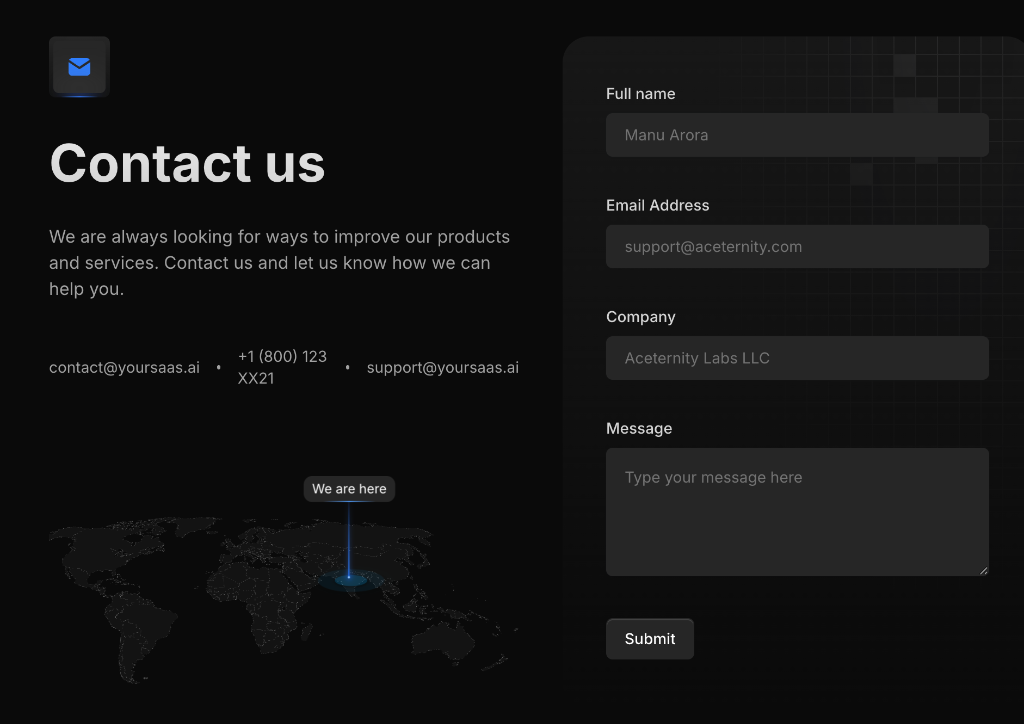 Contact us
We are always looking for ways to improve our products
and services. Contact us and let us know how we can
help you.
contact@yoursaas.ai • +1 (800) 123 XX21 • support@yoursaas.ai
We are here
Full name
Manu Arora
Email Address
support@aceternity.com
Company
Aceternity Labs LLC
Message
Type your message here
Submit